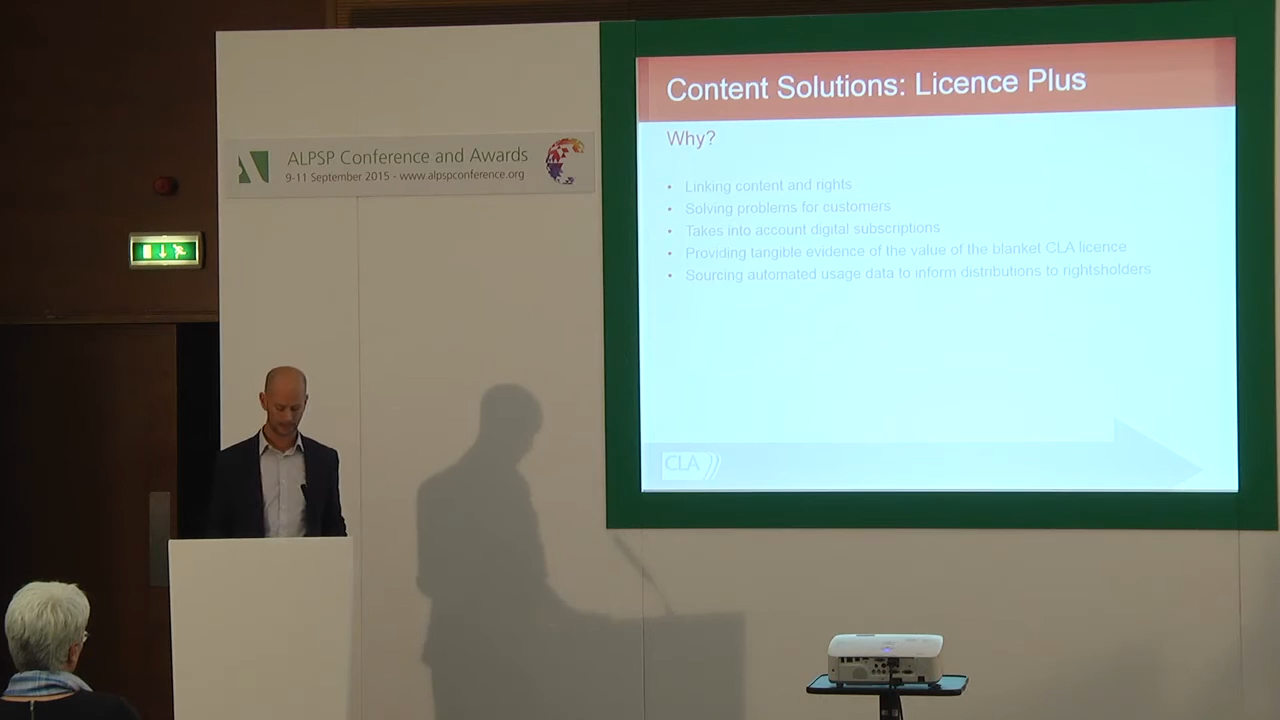 ALPSP Conference and Awards
9-11 September 2015 - www.alpspconference.org
Content Solutions: Licence Plus
Why?
• Linking content and rights
• Solving problems for customers
• Takes into account digital subscriptions
• Providing tangible evidence of the value of the blanket CLA licence
• Sourcing automated usage data to inform distributions to rightsholders
CLA